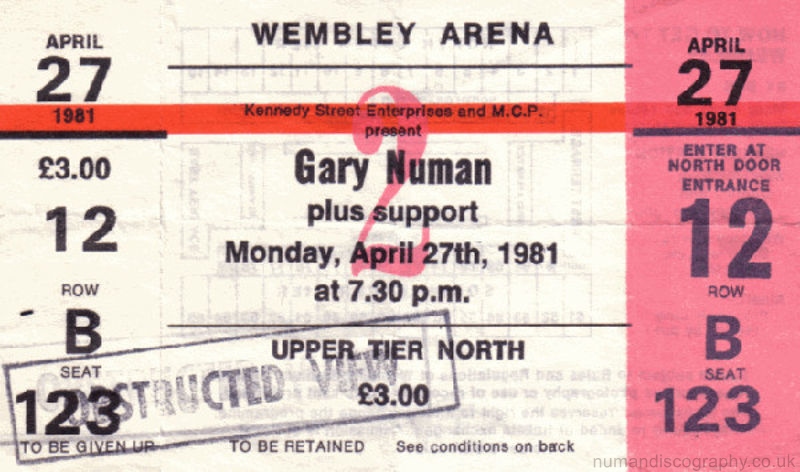 APRIL
27
1981
£3.00
12
ROW
B
SEAT
123
TO BE GIVEN UP
WEMBLEY ARENA
Kennedy Street Enterprises and M.C.P.
present
2
Gary Numan
plus support
Monday, April 27th, 1981
at 7.30 p.m.
UPPER TIER NORTH
£3.00
OBSTRUCTED VIEW
TO BE RETAINED See conditions on back
APRIL
27
1981
ENTER AT
NORTH DOOR
ENTRANCE
12
ROW
B
SEAT
123
numandiscography.co.uk